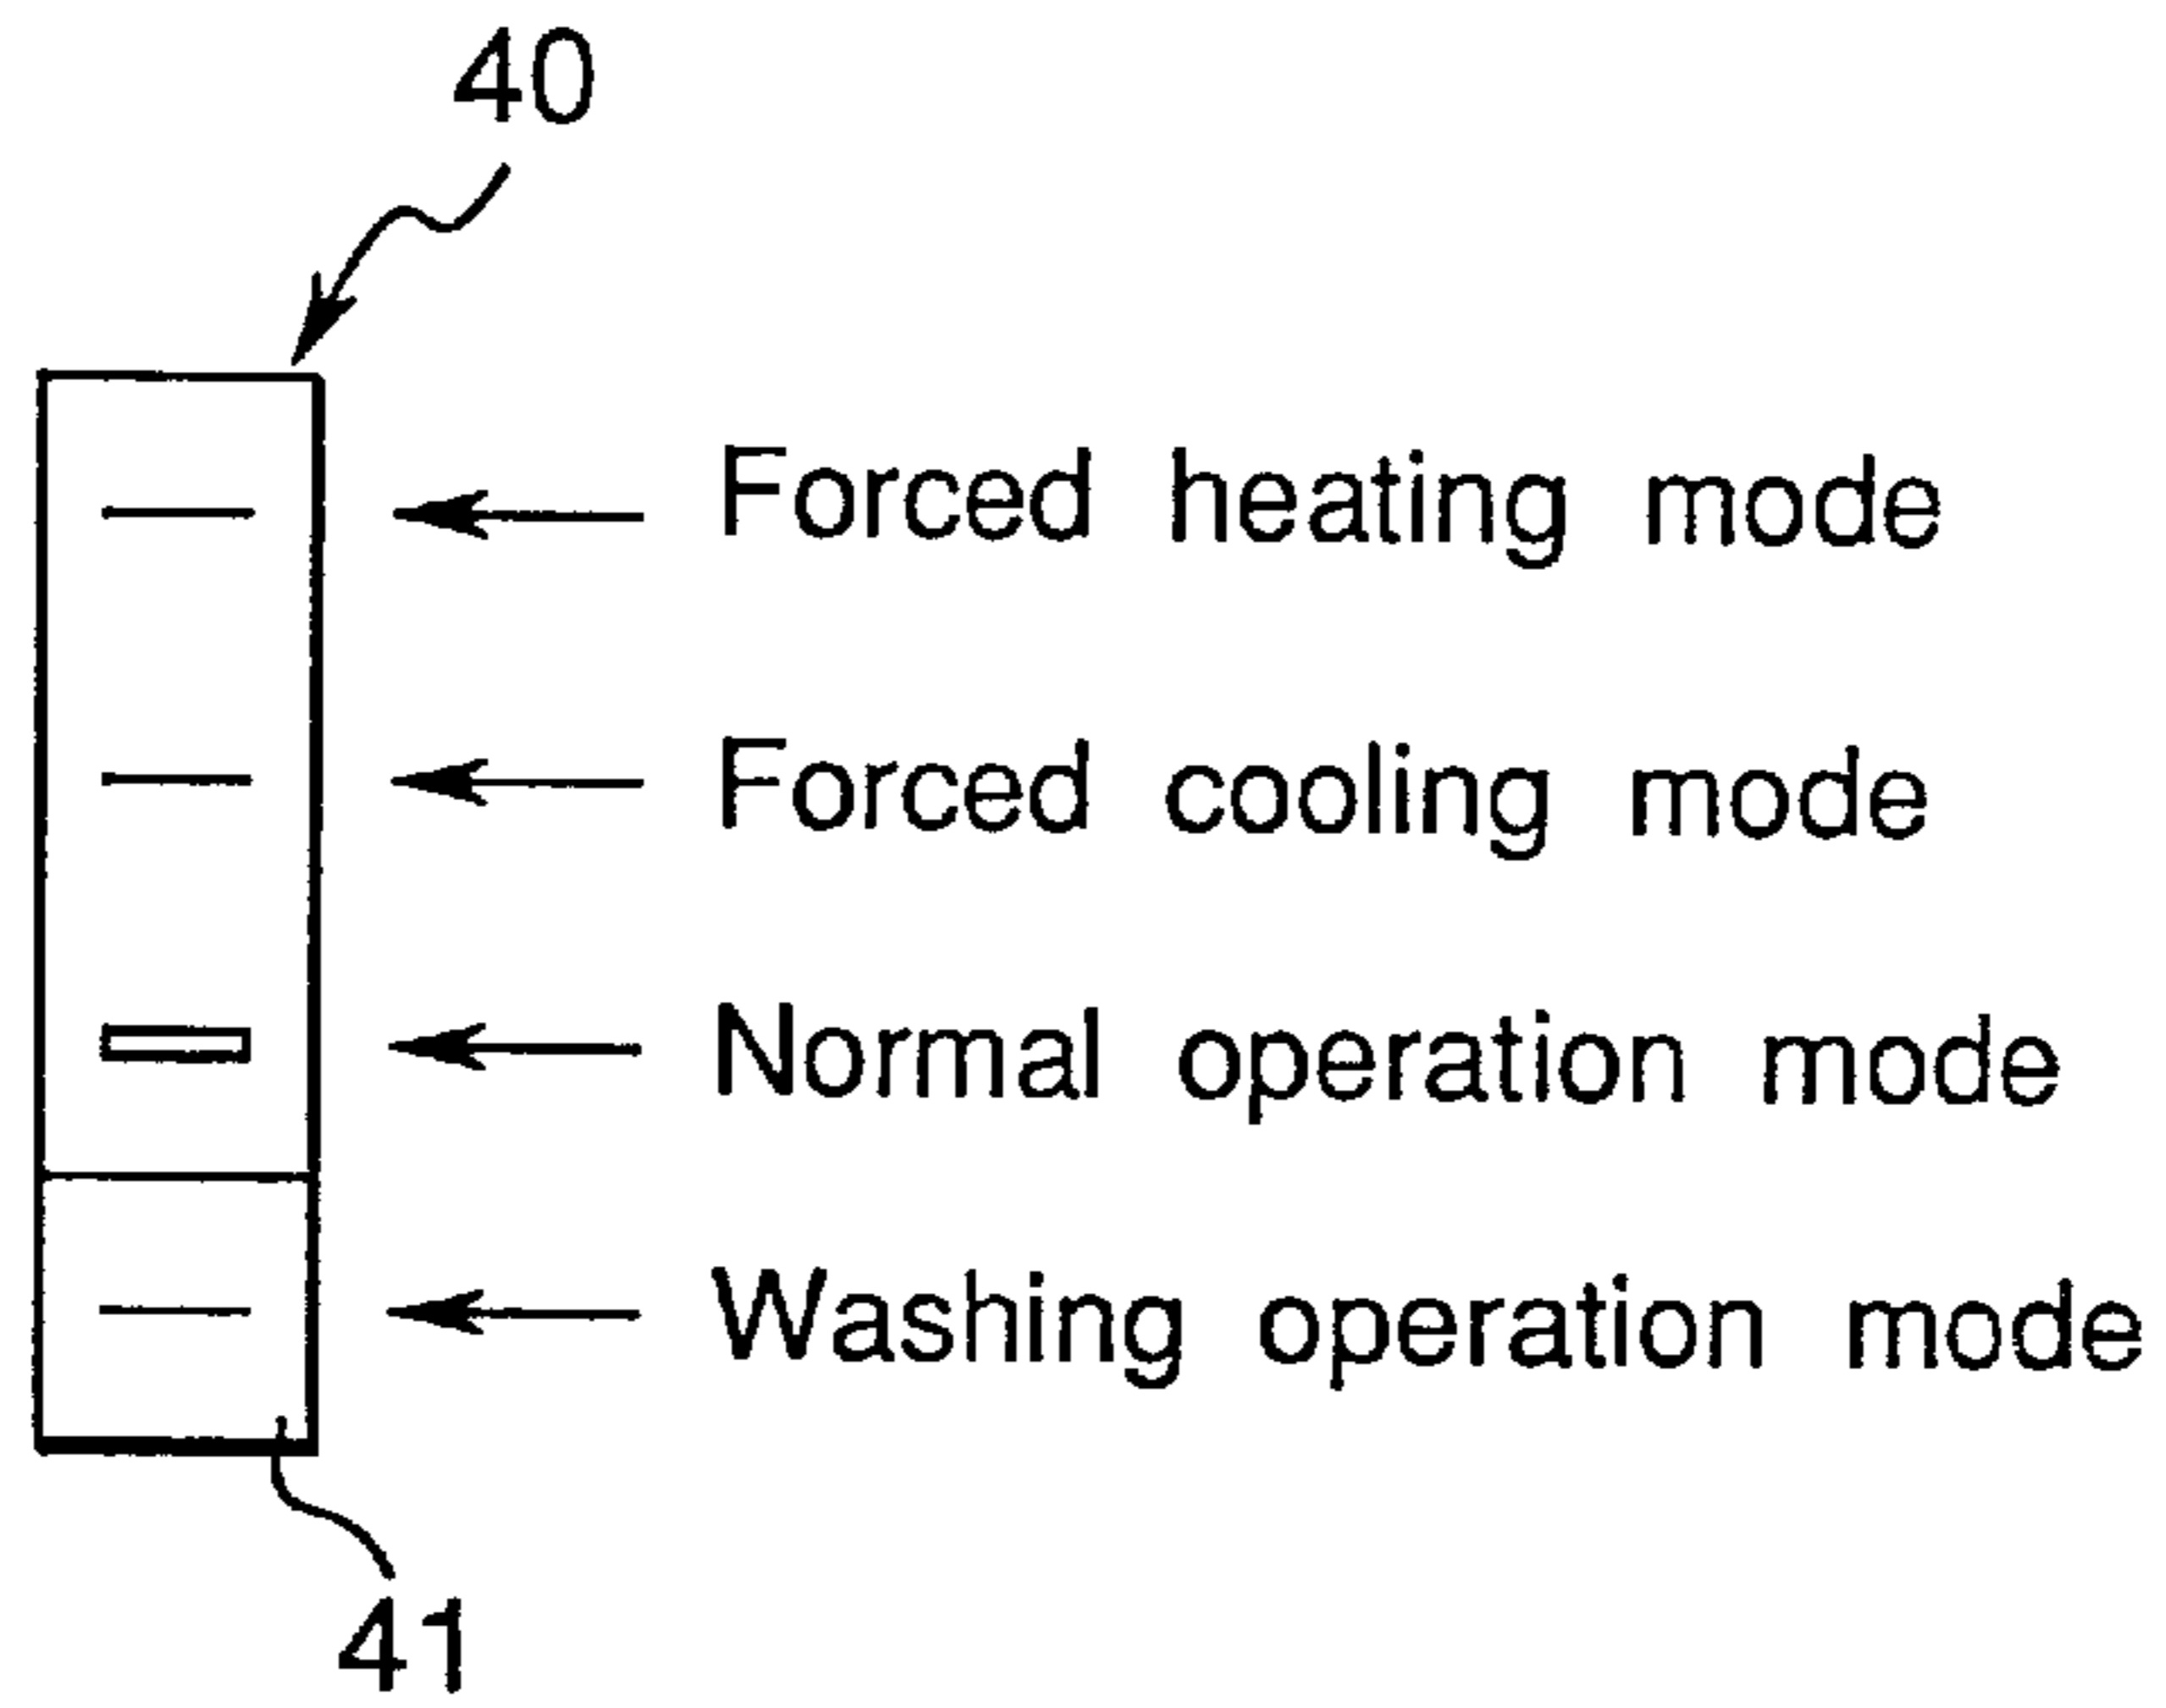 40
Forced heating mode
Forced cooling mode
Normal operation mode
Washing operation mode
41